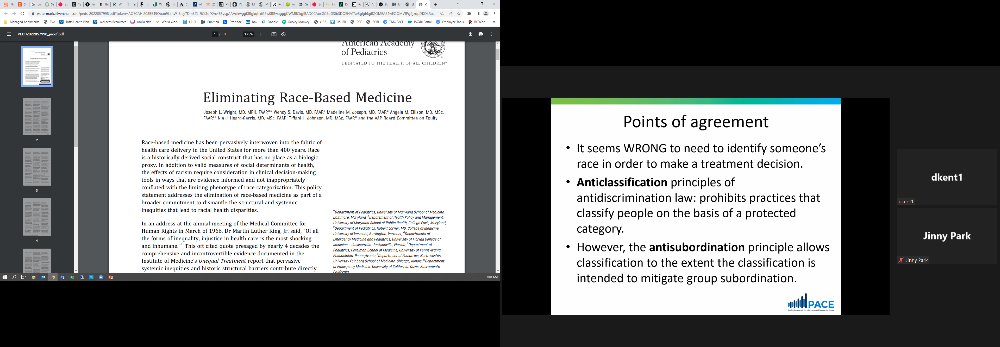 watermark.silverchair.com/peds_2022057998.pdf?token=
Managed bookmarks EVA Tufts Health Plan Wellness Resources YouDecide World Clock HHSL PubMed Dropbox Box Doodle Survey Monkey eIRB HS IRB PCE RCRI TMC PACE PCORI Portal Employee Tools REDCap »
PEDS2022057998_proof.pdf 1 / 10 175%
1
2
3
4
American Academy
of Pediatrics
DEDICATED TO THE HEALTH OF ALL CHILDREN™
Eliminating Race-Based Medicine
Joseph L. Wright, MD, MPH, FAAP,a,b Wendy S. Davis, MD, FAAP,c Madeline M. Joseph, MD, FAAP,d Angela M. Ellison, MD, MSc,
FAAP,e,f Nia J. Heard-Garris, MD, MSc, FAAP,f Tiffani L. Johnson, MD, MSc, FAAP,g and the AAP Board Committee on Equity
Race-based medicine has been pervasively interwoven into the fabric of
health care delivery in the United States for more than 400 years. Race
is a historically derived social construct that has no place as a biologic
proxy. In addition to valid measures of social determinants of health,
the effects of racism require consideration in clinical decision-making
tools in ways that are evidence informed and not inappropriately
conflated with the limiting phenotype of race categorization. This policy
statement addresses the elimination of race-based medicine as part of a
broader commitment to dismantle the structural and systemic
inequities that lead to racial health disparities.
In an address at the annual meeting of the Medical Committee for
Human Rights in March of 1966, Dr Martin Luther King, Jr. said, “Of all
the forms of inequality, injustice in health care is the most shocking
and inhumane.”1 This oft cited quote presaged by nearly 4 decades the
comprehensive and incontrovertible evidence documented in the
Institute of Medicine’s Unequal Treatment report that pervasive
systemic inequities and historic structural barriers contribute directly
aDepartment of Pediatrics, University of Maryland School of Medicine,
Baltimore, Maryland; bDepartment of Health Policy and Management,
University of Maryland School of Public Health, College Park, Maryland;
cDepartment of Pediatrics, Robert Larner, MD, College of Medicine,
University of Vermont, Burlington, Vermont; dDepartments of
Emergency Medicine and Pediatrics, University of Florida College of
Medicine – Jacksonville, Jacksonville, Florida; eDepartment of
Pediatrics, Perelman School of Medicine, University of Pennsylvania,
Philadelphia, Pennsylvania; fDepartment of Pediatrics, Northwestern
University Feinberg School of Medicine, Chicago, Illinois; gDepartment
of Emergency Medicine, University of California, Davis, Sacramento,
California
7:40 AM
Points of agreement
• It seems WRONG to need to identify someone’s
race in order to make a treatment decision.
• Anticlassification principles of
antidiscrimination law: prohibits practices that
classify people on the basis of a protected
category.
• However, the antisubordination principle allows
classification to the extent the classification is
intended to mitigate group subordination.
PACE
The Predictive Analytics & Comparative Effectiveness Center
dkent1
dkent1
Jinny Park
Jinny Park